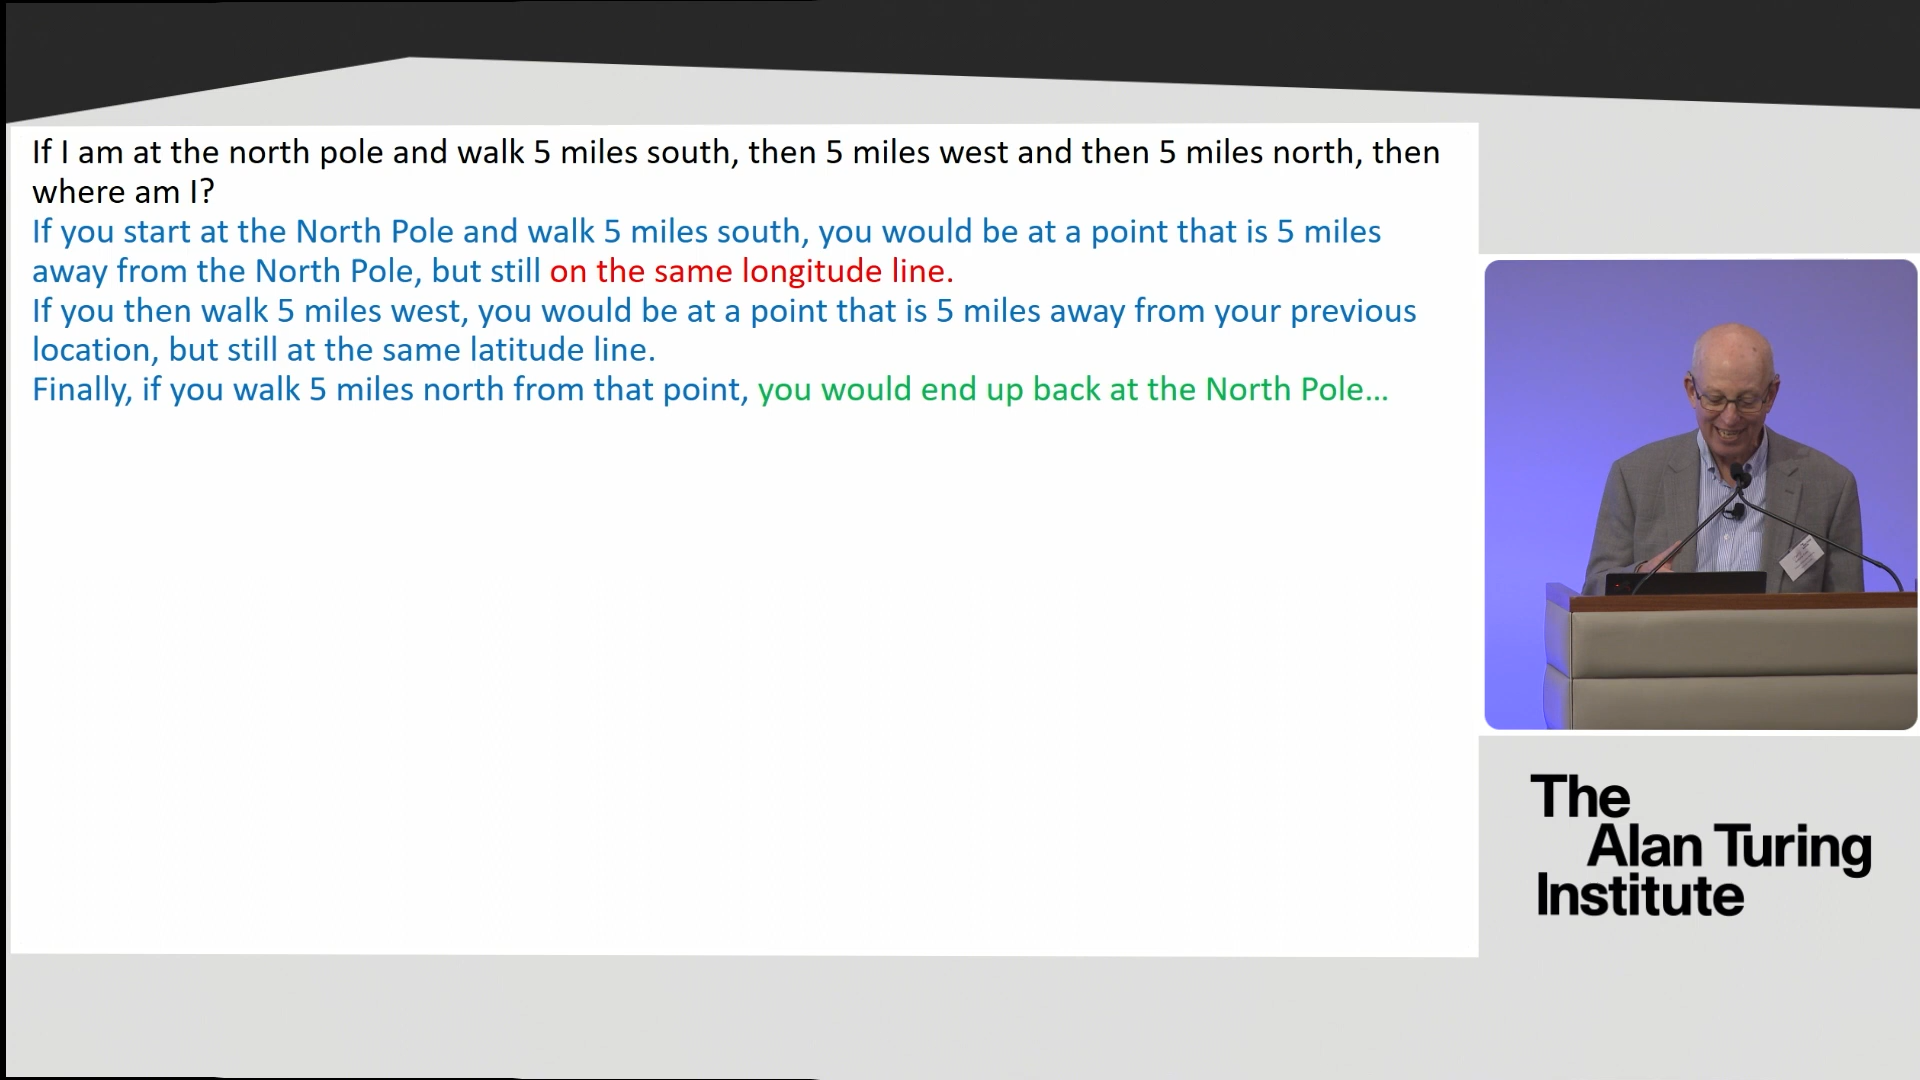 If I am at the north pole and walk 5 miles south, then 5 miles west and then 5 miles north, then
where am I?
If you start at the North Pole and walk 5 miles south, you would be at a point that is 5 miles
away from the North Pole, but still on the same longitude line.
If you then walk 5 miles west, you would be at a point that is 5 miles away from your previous
location, but still at the same latitude line.
Finally, if you walk 5 miles north from that point, you would end up back at the North Pole...
The
Alan Turing
Institute